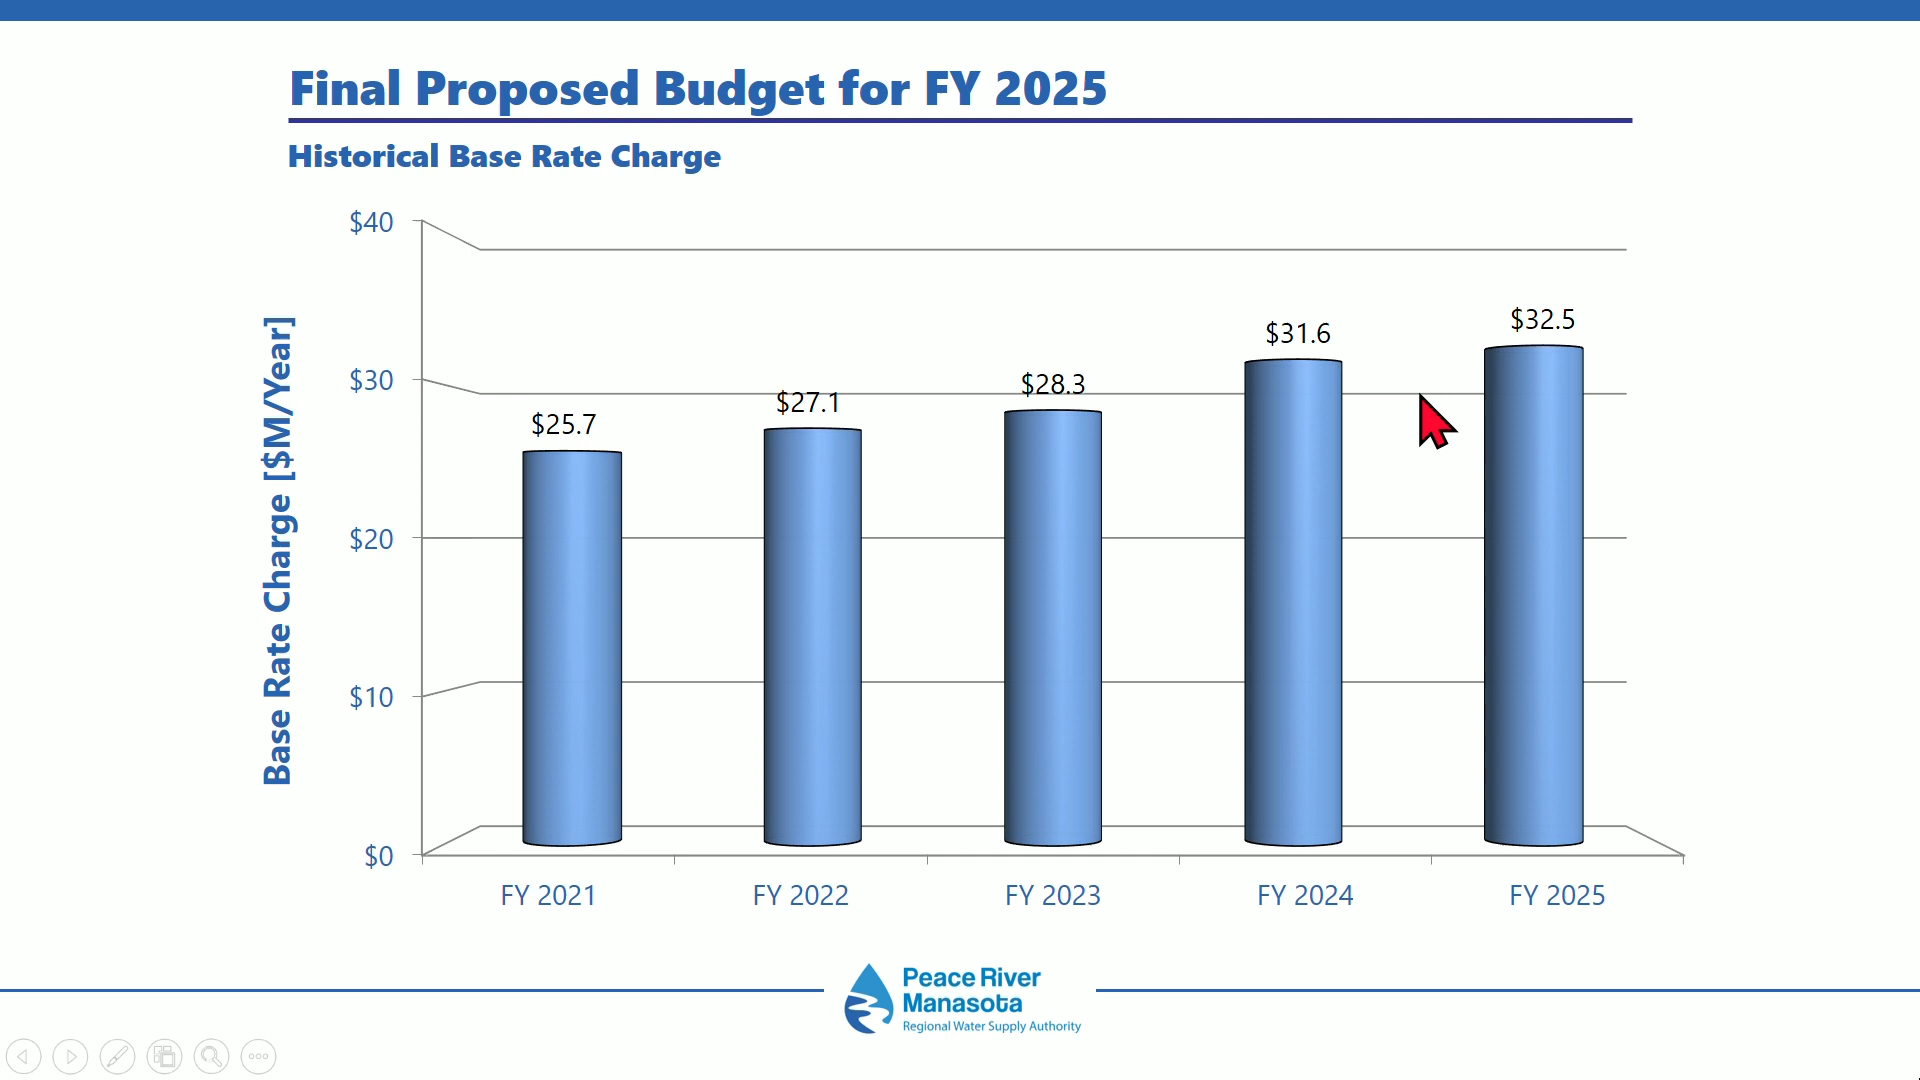 Final Proposed Budget for FY 2025
Historical Base Rate Charge
Base Rate Charge [$M/Year]
$40
$30
$20
$10
$0
$25.7
$27.1
$28.3
$31.6
$32.5
FY 2021
FY 2022
FY 2023
FY 2024
FY 2025
Peace River
Manasota
Regional Water Supply Authority